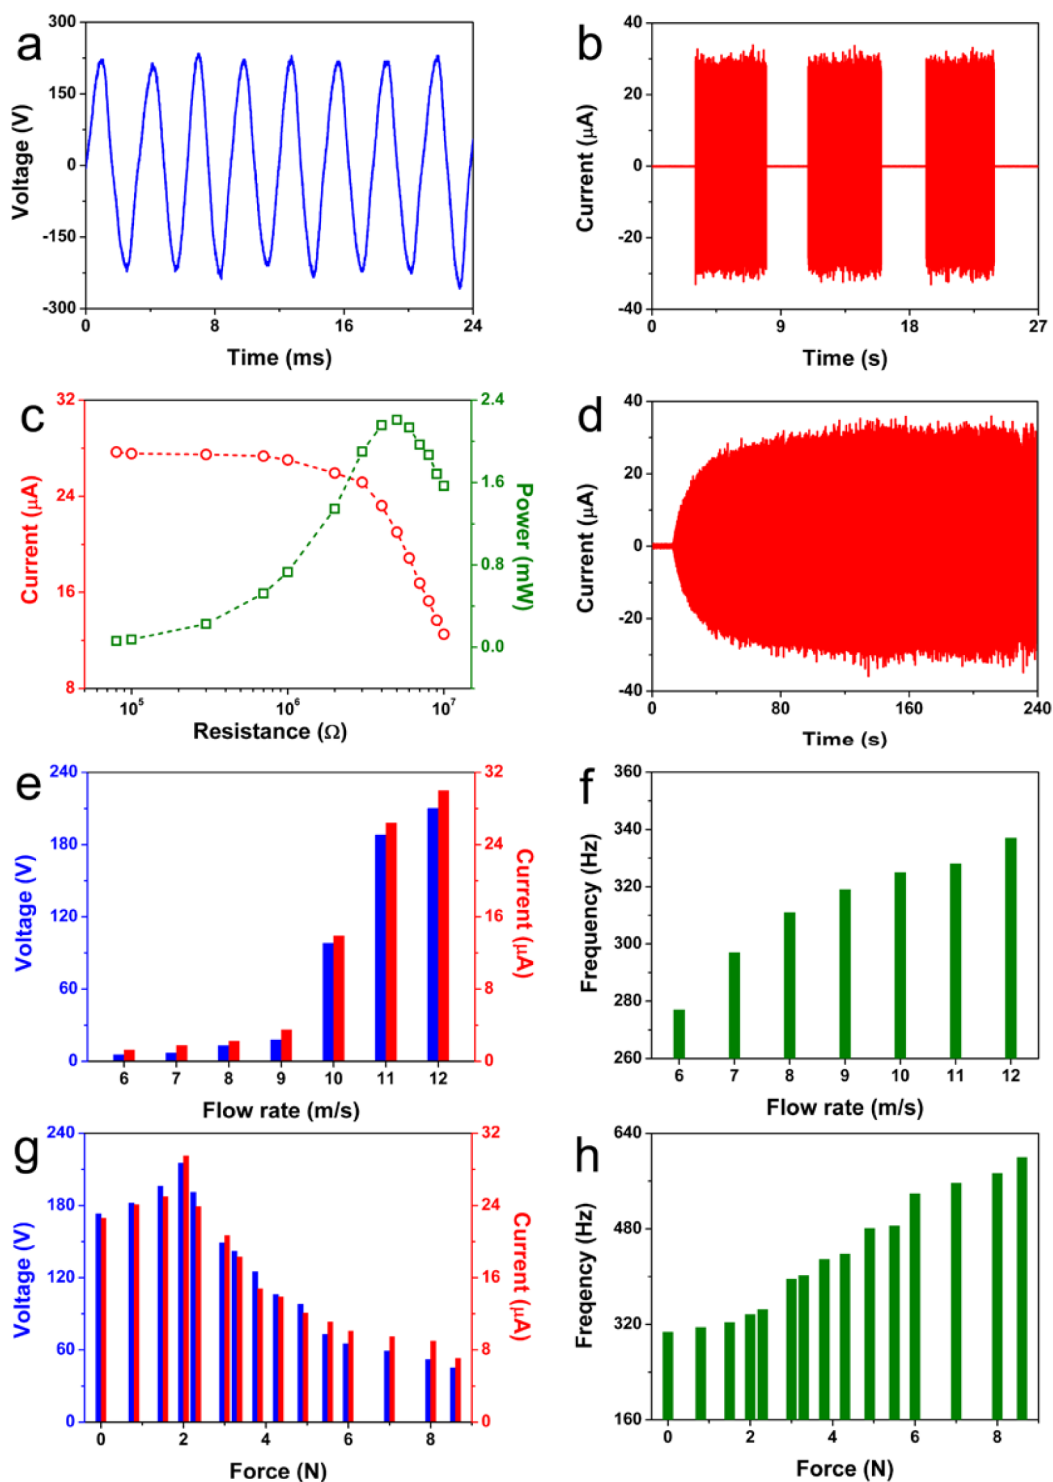 a
300
150
0
-150
-300
Voltage (V)
0 8 16 24
Time (ms)
b
40
20
0
-20
-40
Current (μA)
0 9 18 27
Time (s)
c
32
24
16
8
Current (μA)
2.4
1.6
0.8
0.0
Power (mW)
10⁵ 10⁶ 10⁷
Resistance (Ω)
d
40
20
0
-20
-40
Current (μA)
0 80 160 240
Time (s)
e
240
180
120
60
0
Voltage (V)
32
24
16
8
0
Current (μA)
6 7 8 9 10 11 12
Flow rate (m/s)
f
360
340
320
300
280
260
Frequency (Hz)
6 7 8 9 10 11 12
Flow rate (m/s)
g
240
180
120
60
0
Voltage (V)
32
24
16
8
0
Current (μA)
0 2 4 6 8
Force (N)
h
640
480
320
160
Freqency (Hz)
0 2 4 6 8
Force (N)